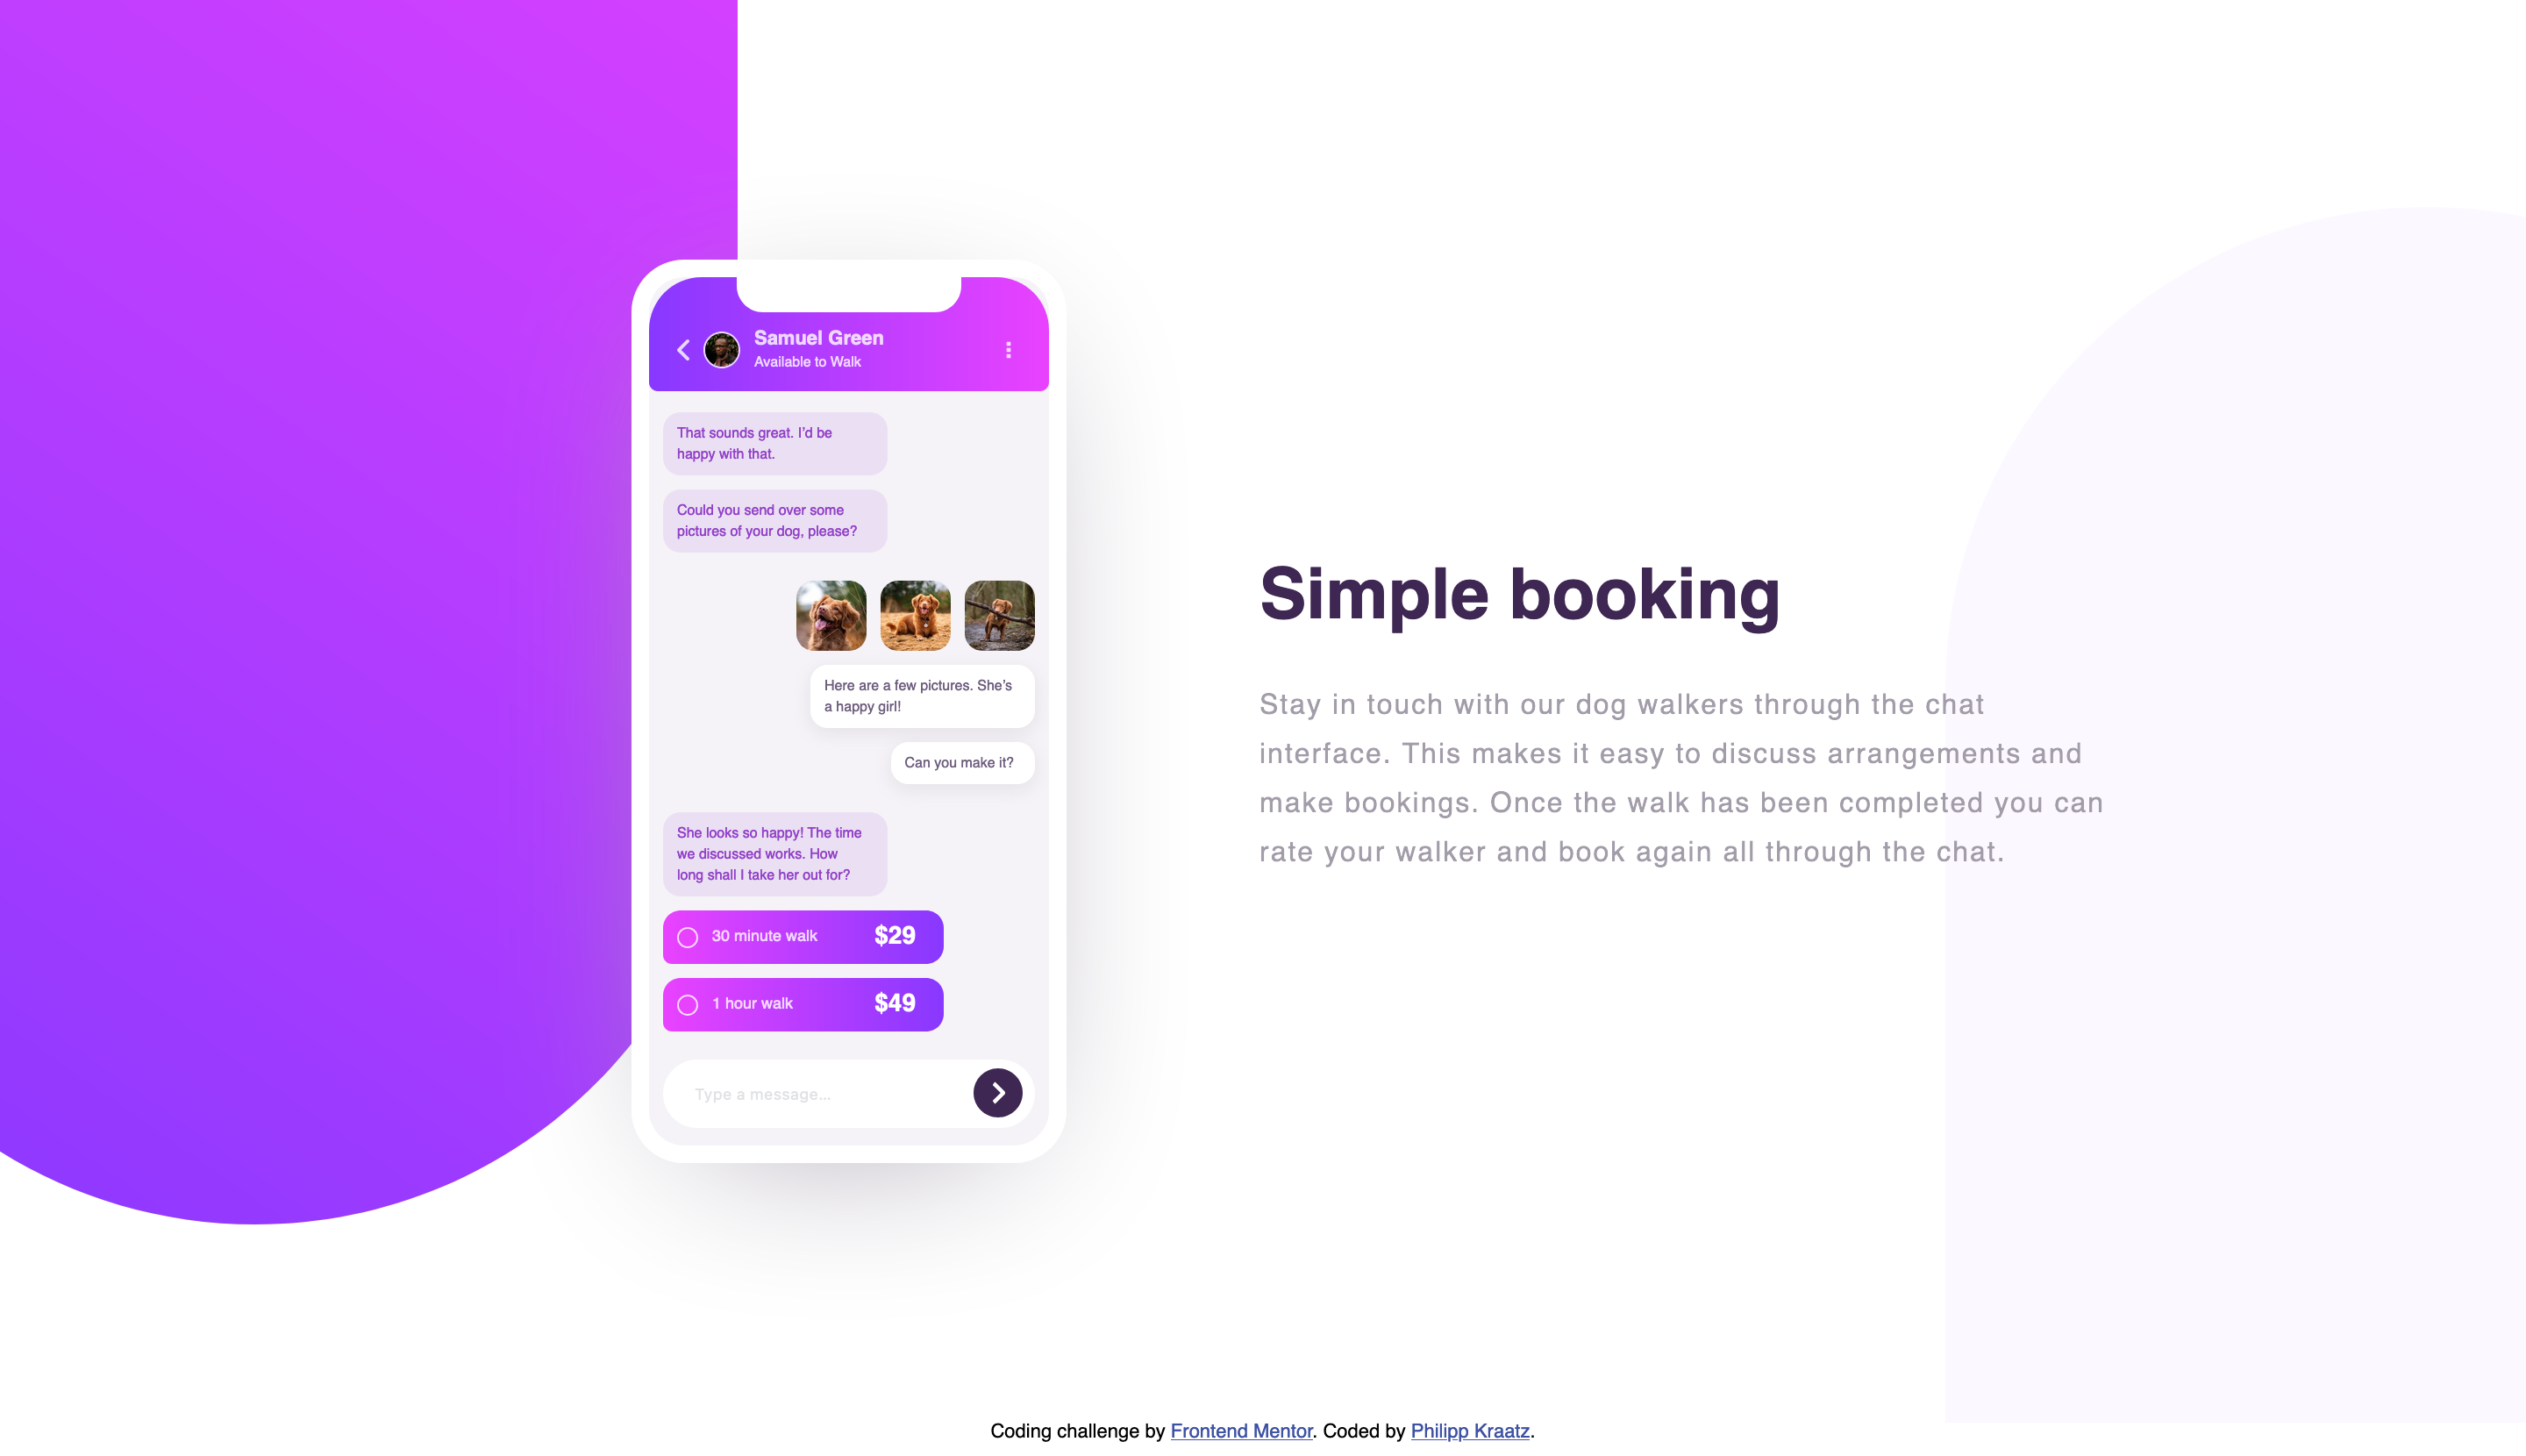 Samuel Green
Available to Walk
That sounds great. I’d be
happy with that.
Could you send over some
pictures of your dog, please?
Here are a few pictures. She’s
a happy girl!
Can you make it?
She looks so happy! The time
we discussed works. How
long shall I take her out for?
30 minute walk $29
1 hour walk $49
Type a message...
Simple booking
Stay in touch with our dog walkers through the chat
interface. This makes it easy to discuss arrangements and
make bookings. Once the walk has been completed you can
rate your walker and book again all through the chat.
Coding challenge by Frontend Mentor. Coded by Philipp Kraatz.